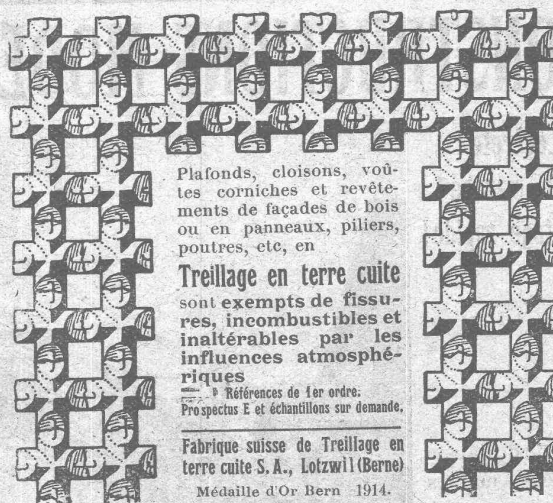 Plafonds, cloisons, voû-
tes corniches et revête-
ments de façades de bois
ou en panneaux, piliers,
poutres, etc, en
Treillage en terre cuite
sont exempts de fissu-
res, incombustibles et
inaltérables par les
influences atmosphé-
riques
Références de 1er ordre.
Prospectus E et échantillons sur demande.
Fabrique suisse de Treillage en
terre cuite S. A., Lotzwil (Berne)
Médaille d'Or Bern 1914.